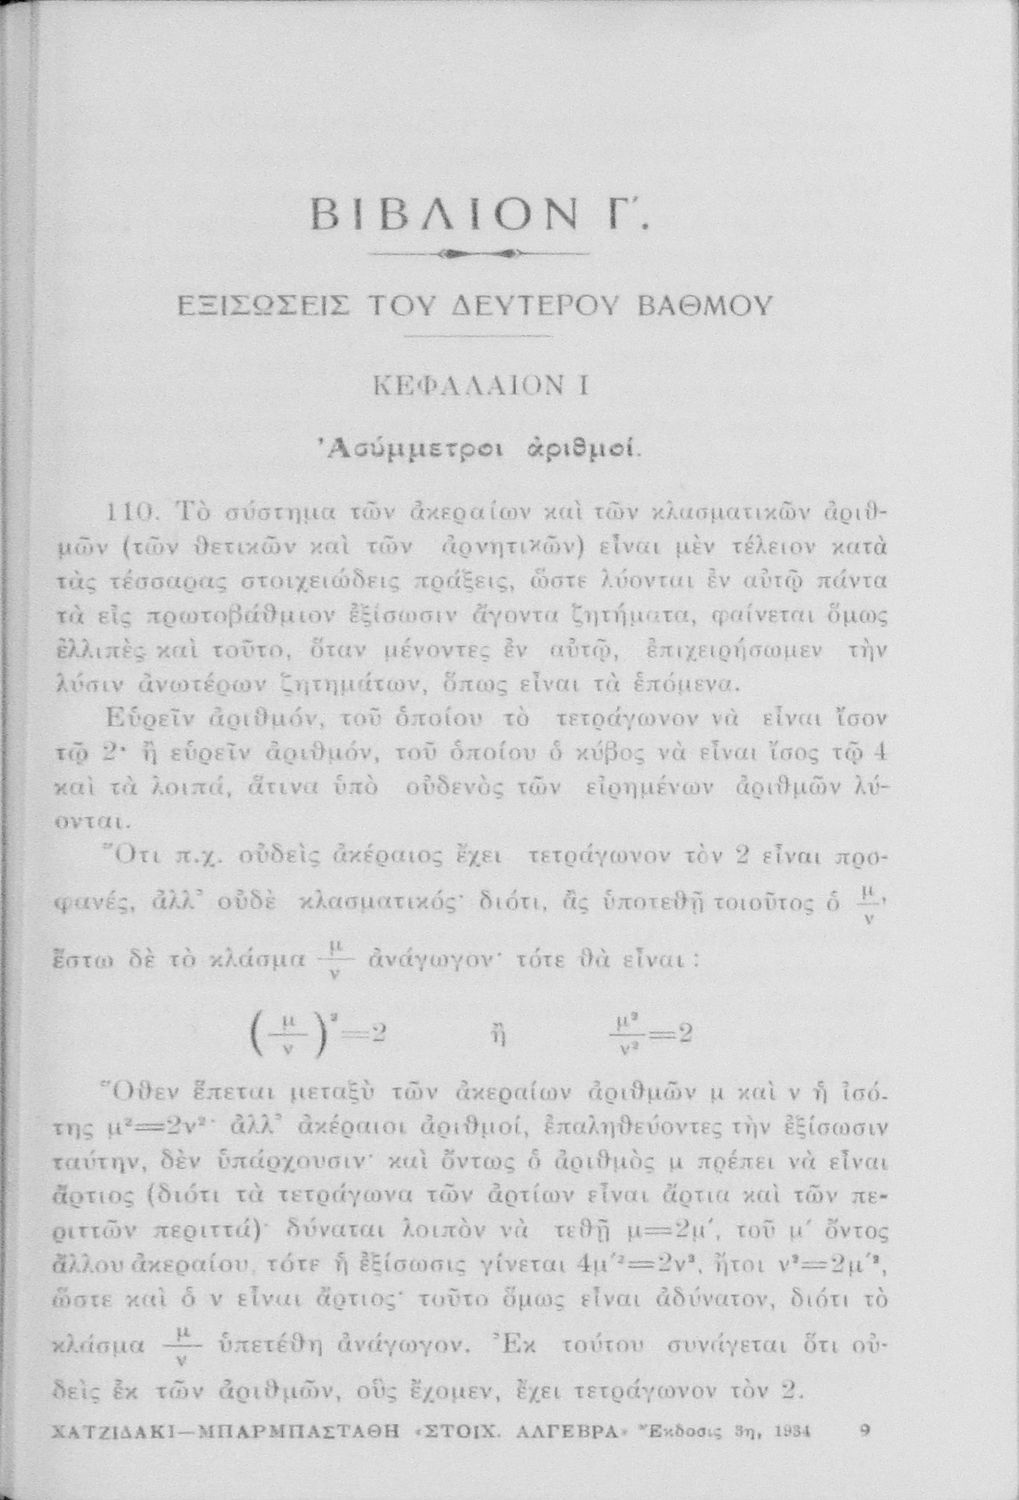 ΒΙΒΛΙΟΝ Γ΄.
ΕΞΙΣΩΣΕΙΣ ΤΟΥ ΔΕΥΤΕΡΟΥ ΒΑΘΜΟΥ
ΚΕΦΑΛΑΙΟΝ Ι
Ἀσύμμετροι ἀριθμοί.
110. Τὸ σύστημα τῶν ἀκεραίων καὶ τῶν κλασματικῶν ἀριθ-
μῶν (τῶν θετικῶν καὶ τῶν ἀρνητικῶν) εἶναι μὲν τέλειον κατὰ
τὰς τέσσαρας στοιχειώδεις πράξεις, ὥστε λύονται ἐν αὐτῷ πάντα
τὰ εἰς πρωτοβάθμιον ἐξίσωσιν ἄγοντα ζητήματα, φαίνεται ὅμως
ἐλλιπὲς καὶ τοῦτο, ὅταν μένοντες ἐν αὐτῷ, ἐπιχειρήσωμεν τὴν
λύσιν ἀνωτέρων ζητημάτων, ὅπως εἶναι τὰ ἑπόμενα.
Εὑρεῖν ἀριθμόν, τοῦ ὁποίου τὸ τετράγωνον νὰ εἶναι ἴσον
τῷ 2· ἢ εὑρεῖν ἀριθμόν, τοῦ ὁποίου ὁ κύβος νὰ εἶναι ἴσος τῷ 4
καὶ τὰ λοιπά, ἅτινα ὑπὸ οὐδενὸς τῶν εἰρημένων ἀριθμῶν λύ-
ονται.
Ὅτι π.χ. οὐδεὶς ἀκέραιος ἔχει τετράγωνον τὸν 2 εἶναι προ-
φανές, ἀλλ᾽ οὐδὲ κλασματικός· διότι, ἂς ὑποτεθῇ τοιοῦτος ὁ μ/ν,
ἔστω δὲ τὸ κλάσμα μ/ν ἀνάγωγον· τότε θὰ εἶναι :
(μ/ν)²=2 ἢ μ²/ν²=2
Ὅθεν ἕπεται μεταξὺ τῶν ἀκεραίων ἀριθμῶν μ καὶ ν ἡ ἰσό-
της μ²=2ν²· ἀλλ᾽ ἀκέραιοι ἀριθμοί, ἐπαληθεύοντες τὴν ἐξίσωσιν
ταύτην, δὲν ὑπάρχουσιν· καὶ ὄντως ὁ ἀριθμὸς μ πρέπει νὰ εἶναι
ἄρτιος (διότι τὰ τετράγωνα τῶν ἀρτίων εἶναι ἄρτια καὶ τῶν πε-
ριττῶν περιττά)· δύναται λοιπὸν νὰ τεθῇ μ=2μ΄, τοῦ μ΄ ὄντος
ἄλλου ἀκεραίου, τότε ἡ ἐξίσωσις γίνεται 4μ΄²=2ν², ἤτοι ν²=2μ΄²,
ὥστε καὶ ὁ ν εἶναι ἄρτιος· τοῦτο ὅμως εἶναι ἀδύνατον, διότι τὸ
κλάσμα μ/ν ὑπετέθη ἀνάγωγον. Ἐκ τούτου συνάγεται ὅτι οὐ-
δεὶς ἐκ τῶν ἀριθμῶν, οὓς ἔχομεν, ἔχει τετράγωνον τὸν 2.
ΧΑΤΖΙΔΑΚΙ—ΜΠΑΡΜΠΑΣΤΑΘΗ «ΣΤΟΙΧ. ΑΛΓΕΒΡΑ» Ἔκδοσις 3η, 1934 9